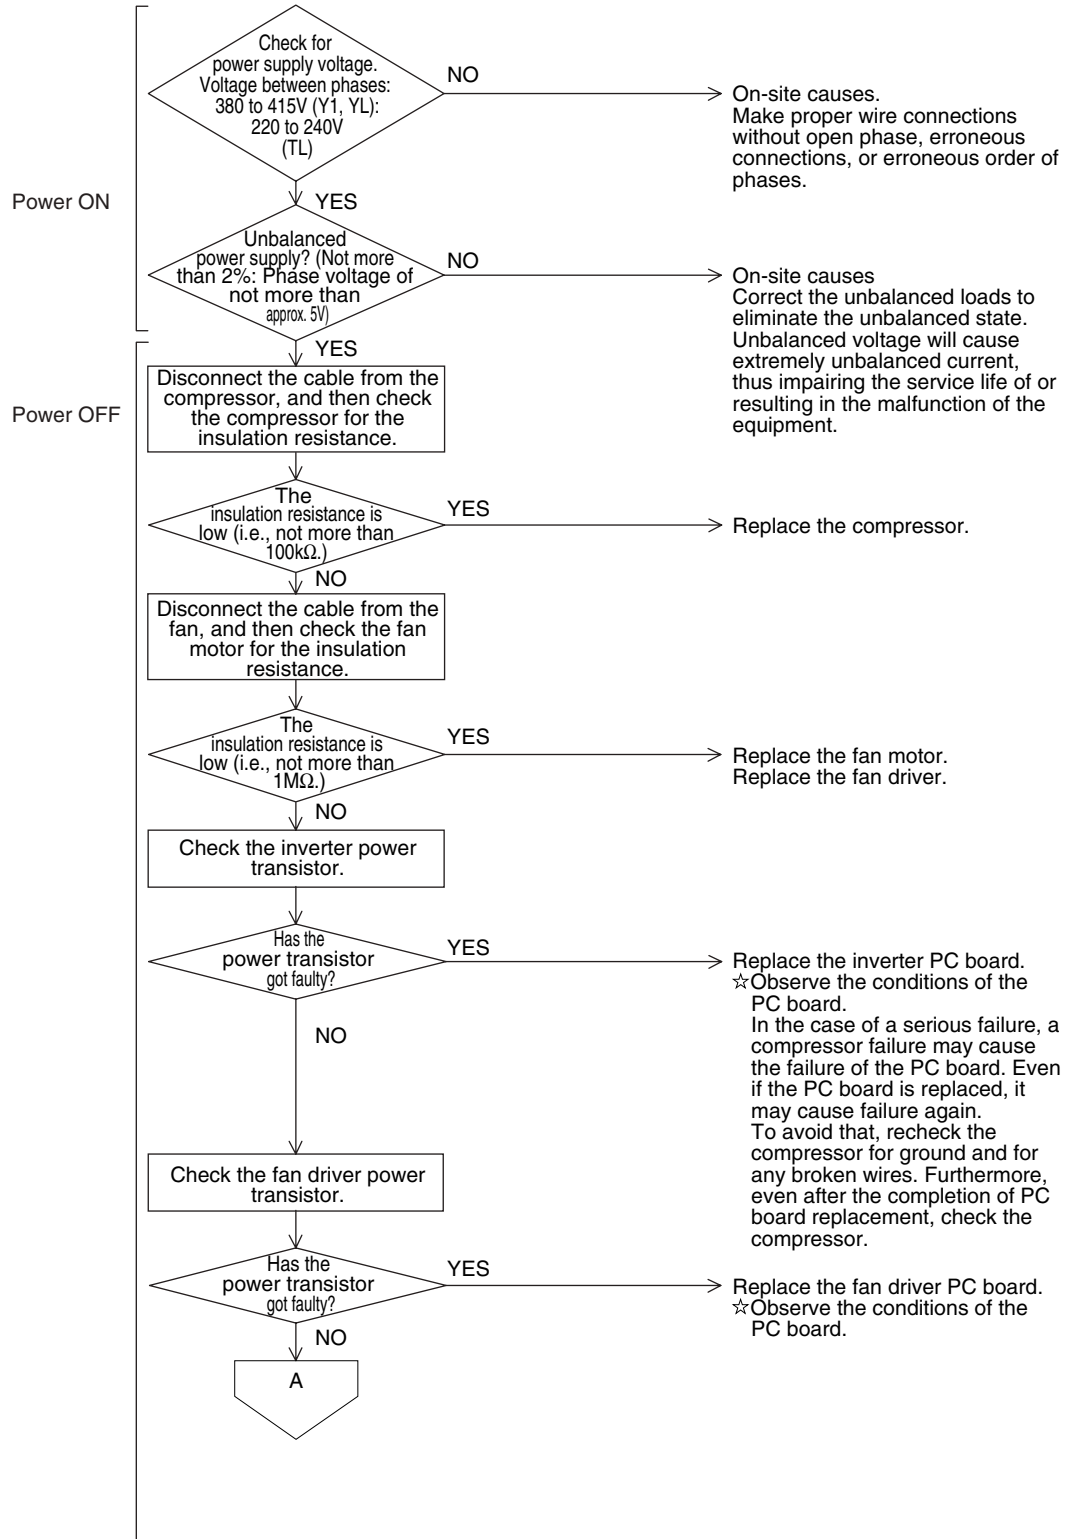 Check for
power supply voltage.
Voltage between phases:
380 to 415V (Y1, YL):
220 to 240V
(TL)
NO
On-site causes.
Make proper wire connections
without open phase, erroneous
connections, or erroneous order of
phases.
Power ON
YES
Unbalanced
power supply? (Not more
than 2%: Phase voltage of
not more than
approx. 5V)
NO
On-site causes
Correct the unbalanced loads to
eliminate the unbalanced state.
Unbalanced voltage will cause
extremely unbalanced current,
thus impairing the service life of or
resulting in the malfunction of the
equipment.
YES
Power OFF
Disconnect the cable from the
compressor, and then check
the compressor for the
insulation resistance.
The
insulation resistance is
low (i.e., not more than
100kΩ.)
YES
Replace the compressor.
NO
Disconnect the cable from the
fan, and then check the fan
motor for the insulation
resistance.
The
insulation resistance is
low (i.e., not more than
1MΩ.)
YES
Replace the fan motor.
Replace the fan driver.
NO
Check the inverter power
transistor.
Has the
power transistor
got faulty?
YES
Replace the inverter PC board.
☆Observe the conditions of the
PC board.
In the case of a serious failure, a
compressor failure may cause
the failure of the PC board. Even
if the PC board is replaced, it
may cause failure again.
To avoid that, recheck the
compressor for ground and for
any broken wires. Furthermore,
even after the completion of PC
board replacement, check the
compressor.
NO
Check the fan driver power
transistor.
Has the
power transistor
got faulty?
YES
Replace the fan driver PC board.
☆Observe the conditions of the
PC board.
NO
A